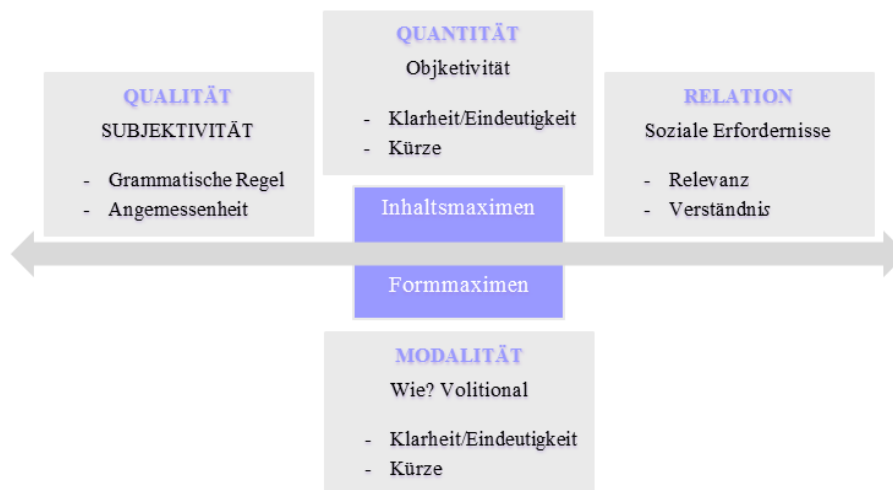 QUANTITÄT
Objketivität
- Klarheit/Eindeutigkeit
- Kürze
QUALITÄT
SUBJEKTIVITÄT
- Grammatische Regel
- Angemessenheit
RELATION
Soziale Erfordernisse
- Relevanz
- Verständnis
Inhaltsmaximen
Formmaximen
MODALITÄT
Wie? Volitional
- Klarheit/Eindeutigkeit
- Kürze